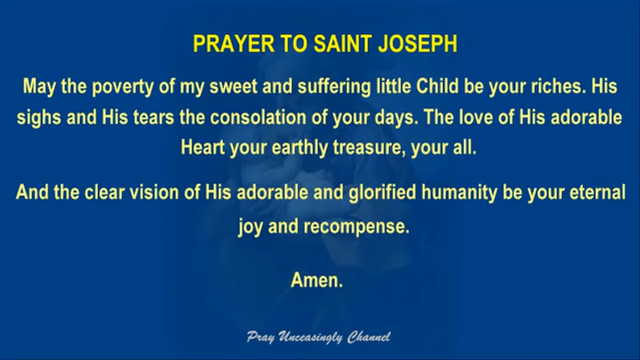 PRAYER TO SAINT JOSEPH
May the poverty of my sweet and suffering little Child be your riches. His
sighs and His tears the consolation of your days. The love of His adorable
Heart your earthly treasure, your all.
And the clear vision of His adorable and glorified humanity be your eternal
joy and recompense.
Amen.
Pray Unceasingly Channel